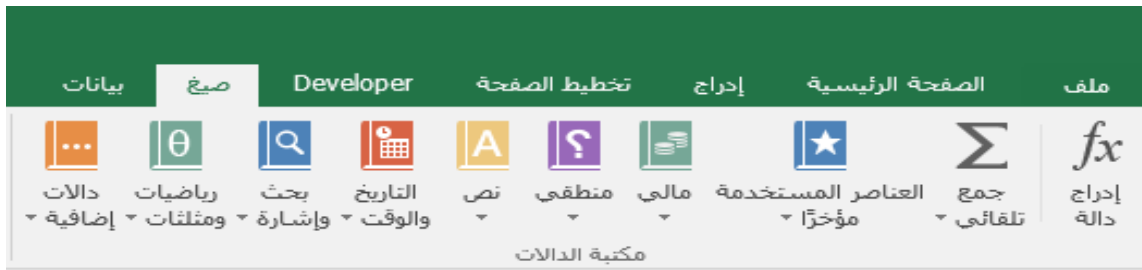 ملف الصفحة الرئيسية إدراج تخطيط الصفحة Developer صيغ بيانات
fx Σ ؟ A θ
إدراج جمع العناصر المستخدمة مالي منطقي نص التاريخ بحث رياضيات دالات
دالة تلقائي مؤخرًا والوقت وإشارة ومثلثات إضافية
مكتبة الدالات